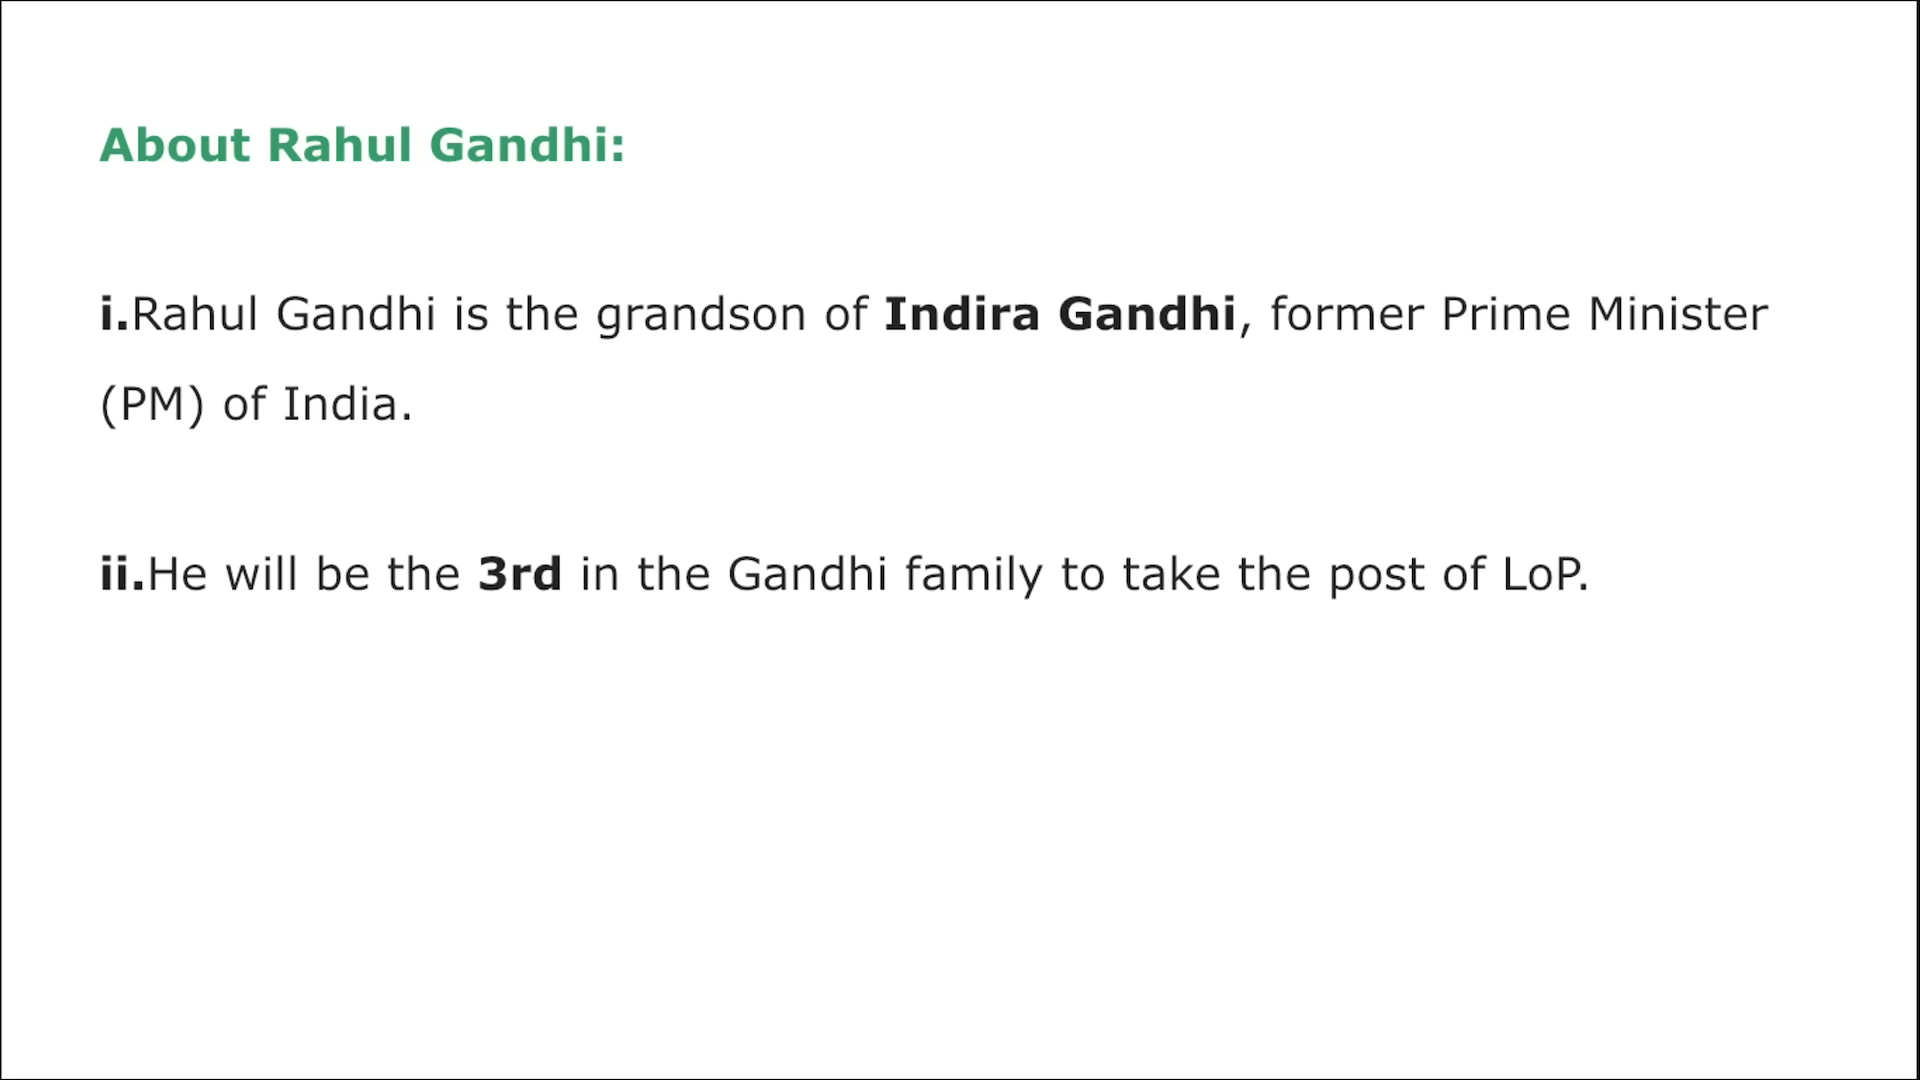 About Rahul Gandhi:
i.Rahul Gandhi is the grandson of Indira Gandhi, former Prime Minister
(PM) of India.
ii.He will be the 3rd in the Gandhi family to take the post of LoP.